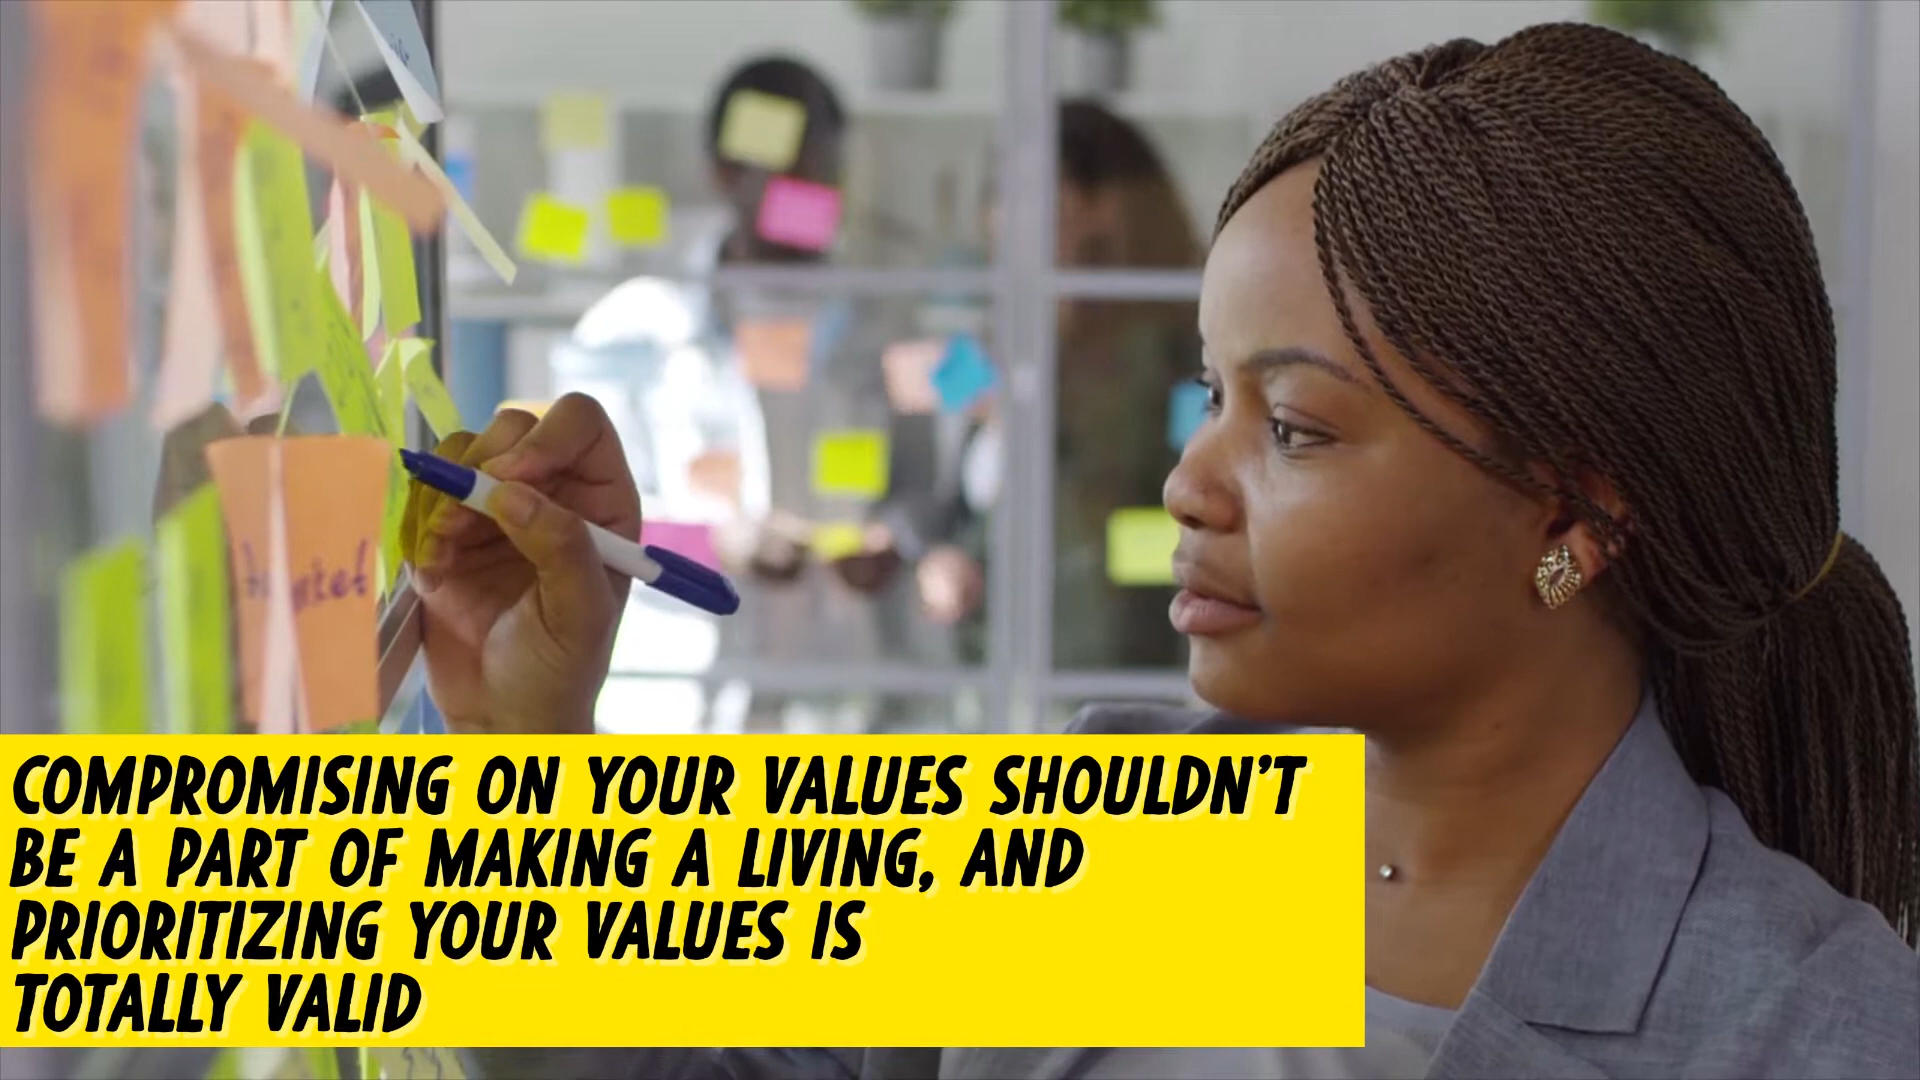 COMPROMISING ON YOUR VALUES SHOULDN'T
BE A PART OF MAKING A LIVING, AND
PRIORITIZING YOUR VALUES IS
TOTALLY VALID